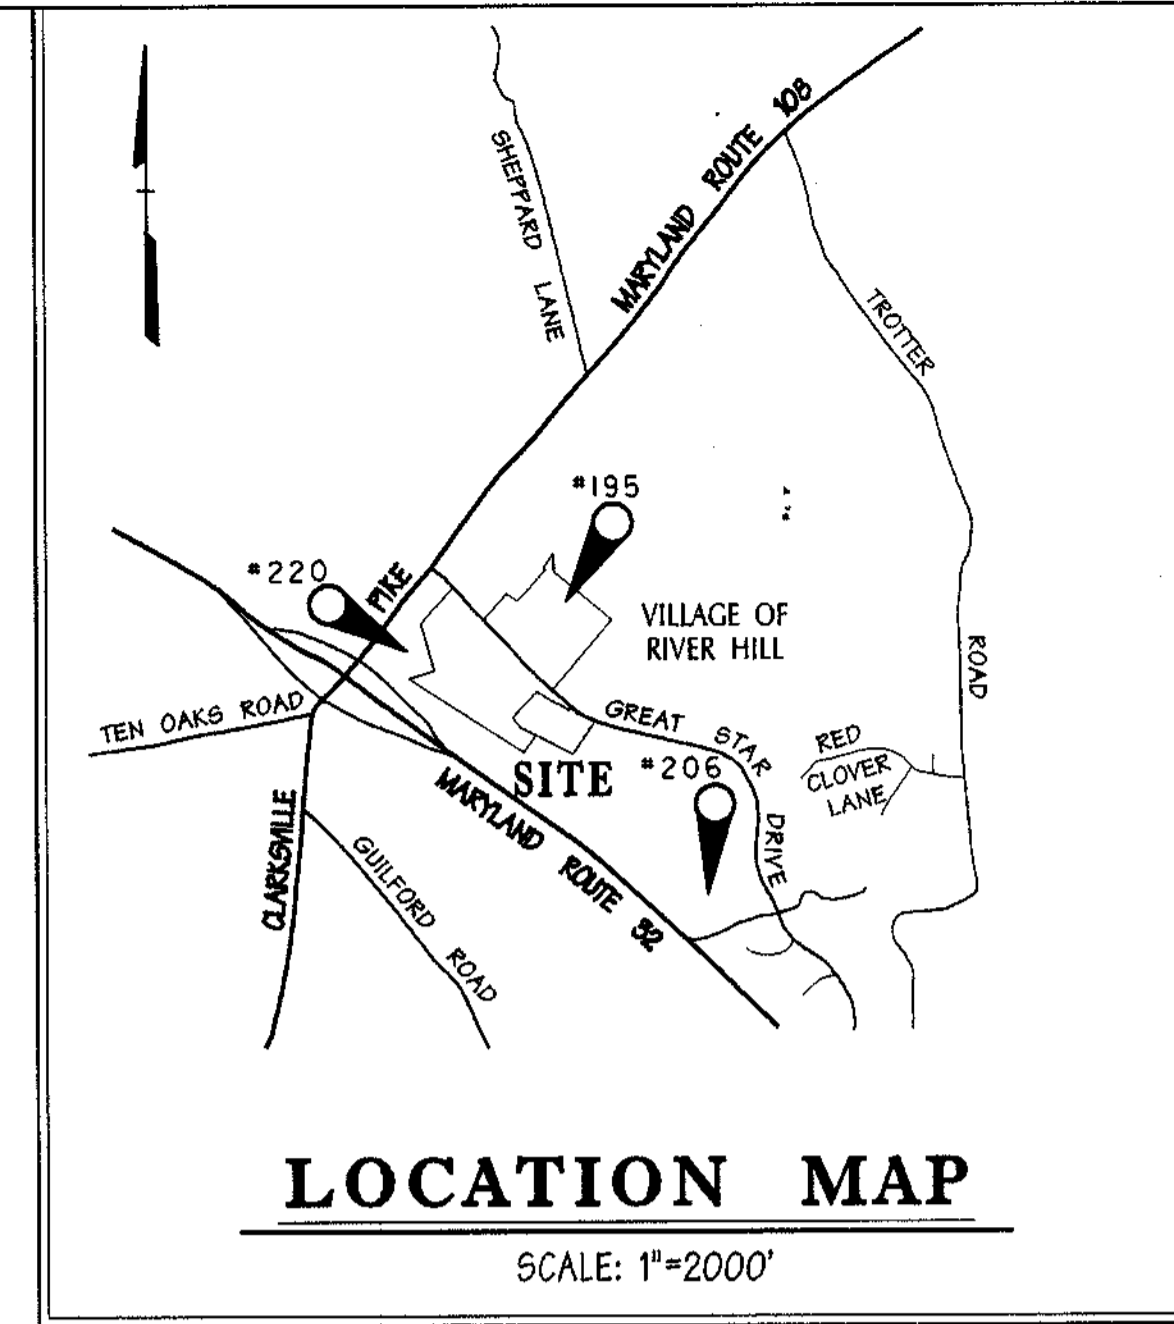 SHEPPARD LANE
MARYLAND ROUTE 108
TROTTER
ROAD
#195
#220
PIKE
VILLAGE OF
RIVER HILL
TEN OAKS ROAD
GREAT STAR
DRIVE
RED
CLOVER
LANE
SITE
#206
MARYLAND ROUTE 32
CLARKSVILLE
GUILFORD ROAD
LOCATION MAP
SCALE: 1"=2000'